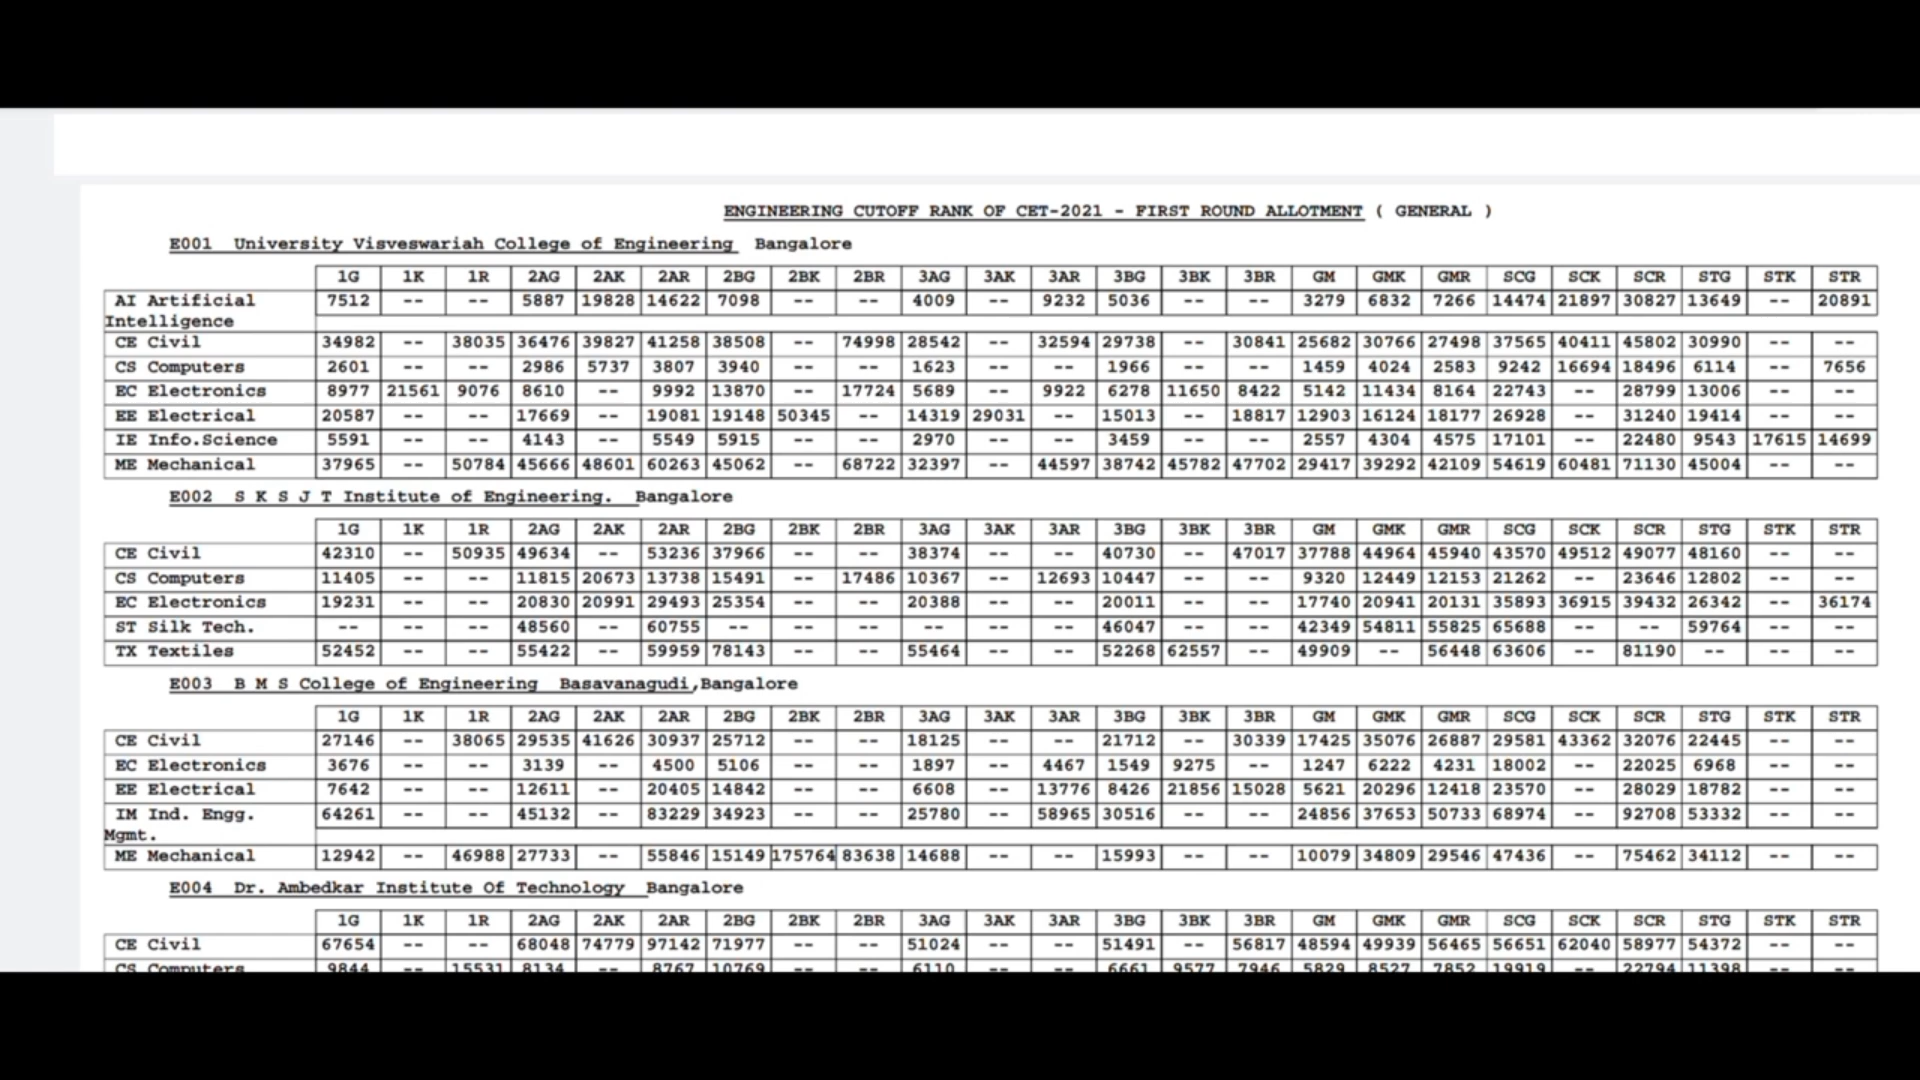 ENGINEERING CUTOFF RANK OF CET-2021 - FIRST ROUND ALLOTMENT ( GENERAL )
E001 University Visveswariah College of Engineering Bangalore
1G 1K 1R 2AG 2AK 2AR 2BG 2BK 2BR 3AG 3AK 3AR 3BG 3BK 3BR GM GMK GMR SCG SCK SCR STG STK STR
AI Artificial 7512 -- -- 5887 19828 14622 7098 -- -- 4009 -- 9232 5036 -- -- 3279 6832 7266 14474 21897 30827 13649 -- 20891
Intelligence
CE Civil 34982 -- 38035 36476 39827 41258 38508 -- 74998 28542 -- 32594 29738 -- 30841 25682 30766 27498 37565 40411 45802 30990 -- --
CS Computers 2601 -- -- 2986 5737 3807 3940 -- -- 1623 -- -- 1966 -- -- 1459 4024 2583 9242 16694 18496 6114 -- 7656
EC Electronics 8977 21561 9076 8610 -- 9992 13870 -- 17724 5689 -- 9922 6278 11650 8422 5142 11434 8164 22743 -- 28799 13006 -- --
EE Electrical 20587 -- -- 17669 -- 19081 19148 50345 -- 14319 29031 -- 15013 -- 18817 12903 16124 18177 26928 -- 31240 19414 -- --
IE Info.Science 5591 -- -- 4143 -- 5549 5915 -- -- 2970 -- -- 3459 -- -- 2557 4304 4575 17101 -- 22480 9543 17615 14699
ME Mechanical 37965 -- 50784 45666 48601 60263 45062 -- 68722 32397 -- 44597 38742 45782 47702 29417 39292 42109 54619 60481 71130 45004 -- --
E002 S K S J T Institute of Engineering. Bangalore
1G 1K 1R 2AG 2AK 2AR 2BG 2BK 2BR 3AG 3AK 3AR 3BG 3BK 3BR GM GMK GMR SCG SCK SCR STG STK STR
CE Civil 42310 -- 50935 49634 -- 53236 37966 -- -- 38374 -- -- 40730 -- 47017 37788 44964 45940 43570 49512 49077 48160 -- --
CS Computers 11405 -- -- 11815 20673 13738 15491 -- 17486 10367 -- 12693 10447 -- -- 9320 12449 12153 21262 -- 23646 12802 -- --
EC Electronics 19231 -- -- 20830 20991 29493 25354 -- -- 20388 -- -- 20011 -- -- 17740 20941 20131 35893 36915 39432 26342 -- 36174
ST Silk Tech. -- -- -- 48560 -- 60755 -- -- -- -- -- -- 46047 -- -- 42349 54811 55825 65688 -- -- 59764 -- --
TX Textiles 52452 -- -- 55422 -- 59959 78143 -- -- 55464 -- -- 52268 62557 -- 49909 -- 56448 63606 -- 81190 -- -- --
E003 B M S College of Engineering Basavanagudi,Bangalore
1G 1K 1R 2AG 2AK 2AR 2BG 2BK 2BR 3AG 3AK 3AR 3BG 3BK 3BR GM GMK GMR SCG SCK SCR STG STK STR
CE Civil 27146 -- 38065 29535 41626 30937 25712 -- -- 18125 -- -- 21712 -- 30339 17425 35076 26887 29581 43362 32076 22445 -- --
EC Electronics 3676 -- -- 3139 -- 4500 5106 -- -- 1897 -- 4467 1549 9275 -- 1247 6222 4231 18002 -- 22025 6968 -- --
EE Electrical 7642 -- -- 12611 -- 20405 14842 -- -- 6608 -- 13776 8426 21856 15028 5621 20296 12418 23570 -- 28029 18782 -- --
IM Ind. Engg. 64261 -- -- 45132 -- 83229 34923 -- -- 25780 -- 58965 30516 -- -- 24856 37653 50733 68974 -- 92708 53332 -- --
Mgmt.
ME Mechanical 12942 -- 46988 27733 -- 55846 15149 175764 83638 14688 -- -- 15993 -- -- 10079 34809 29546 47436 -- 75462 34112 -- --
E004 Dr. Ambedkar Institute Of Technology Bangalore
1G 1K 1R 2AG 2AK 2AR 2BG 2BK 2BR 3AG 3AK 3AR 3BG 3BK 3BR GM GMK GMR SCG SCK SCR STG STK STR
CE Civil 67654 -- -- 68048 74779 97142 71977 -- -- 51024 -- -- 51491 -- 56817 48594 49939 56465 56651 62040 58977 54372 -- --
CS Computers 9844 -- 15531 8134 -- 8767 10769 -- -- 6110 -- -- 6661 9577 7946 5829 8527 7852 19919 -- 22794 11398 -- --